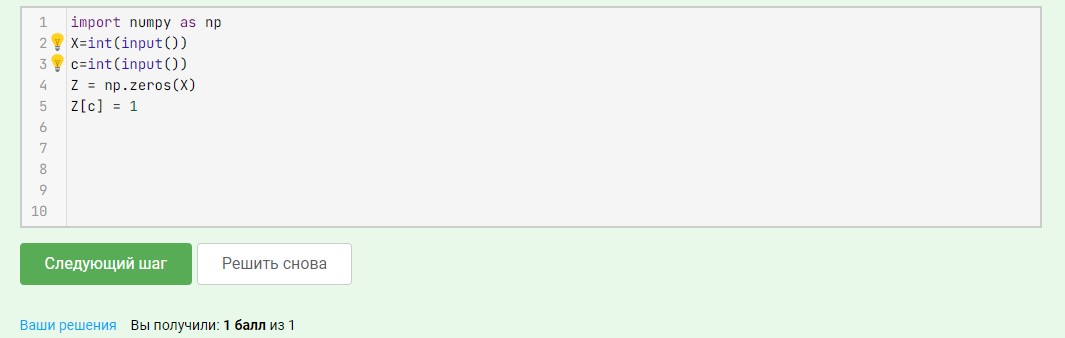 1 import numpy as np
2 X=int(input())
3 c=int(input())
4 Z = np.zeros(X)
5 Z[c] = 1
6
7
8
9
10
Следующий шаг Решить снова
Ваши решения Вы получили: 1 балл из 1